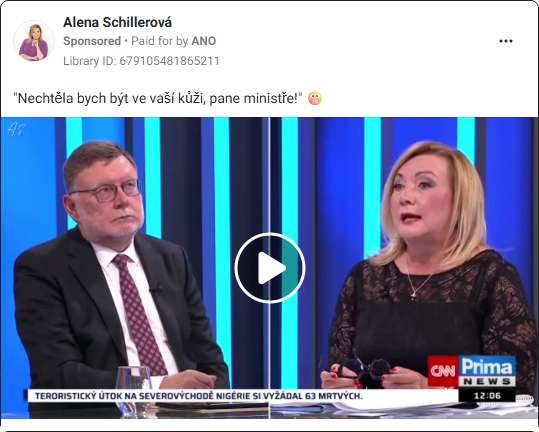 Alena Schillerová
Sponsored • Paid for by ANO
Library ID: 679105481865211
"Nechtěla bych být ve vaší kůži, pane ministře!" 🤪
AS
CNN Prima
NEWS
TERORISTICKÝ ÚTOK NA SEVEROVÝCHODĚ NIGÉRIE SI VYŽÁDAL 63 MRTVÝCH.
12:06